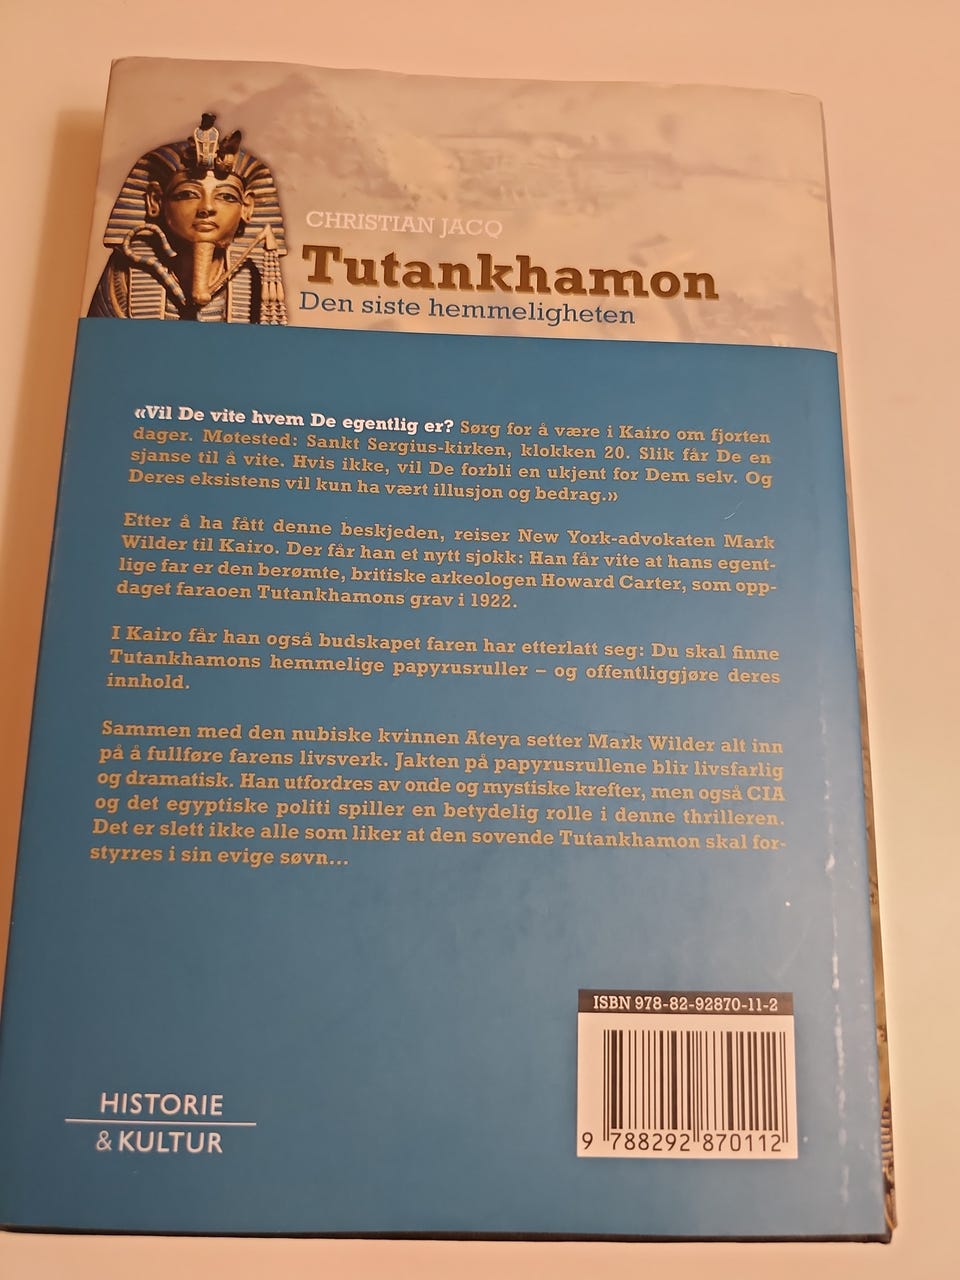 CHRISTIAN JACQ
Tutankhamon
Den siste hemmeligheten
«Vil De vite hvem De egentlig er? Sørg for å være i Kairo om fjorten
dager. Møtested: Sankt Sergius-kirken, klokken 20. Slik får De en
sjanse til å vite. Hvis ikke, vil De forbli en ukjent for Dem selv. Og
Deres eksistens vil kun ha vært illusjon og bedrag.»
Etter å ha fått denne beskjeden, reiser New York-advokaten Mark
Wilder til Kairo. Der får han et nytt sjokk: Han får vite at hans egent-
lige far er den berømte, britiske arkeologen Howard Carter, som opp-
daget faraoen Tutankhamons grav i 1922.
I Kairo får han også budskapet faren har etterlatt seg: Du skal finne
Tutankhamons hemmelige papyrusruller – og offentliggjøre deres
innhold.
Sammen med den nubiske kvinnen Ateya setter Mark Wilder alt inn
på å fullføre farens livsverk. Jakten på papyrusrullene blir livsfarlig
og dramatisk. Han utfordres av onde og mystiske krefter, men også CIA
og det egyptiske politi spiller en betydelig rolle i denne thrilleren.
Det er slett ikke alle som liker at den sovende Tutankhamon skal for-
styrres i sin evige søvn...
ISBN 978-82-92870-11-2
9 788292 870112
HISTORIE
& KULTUR